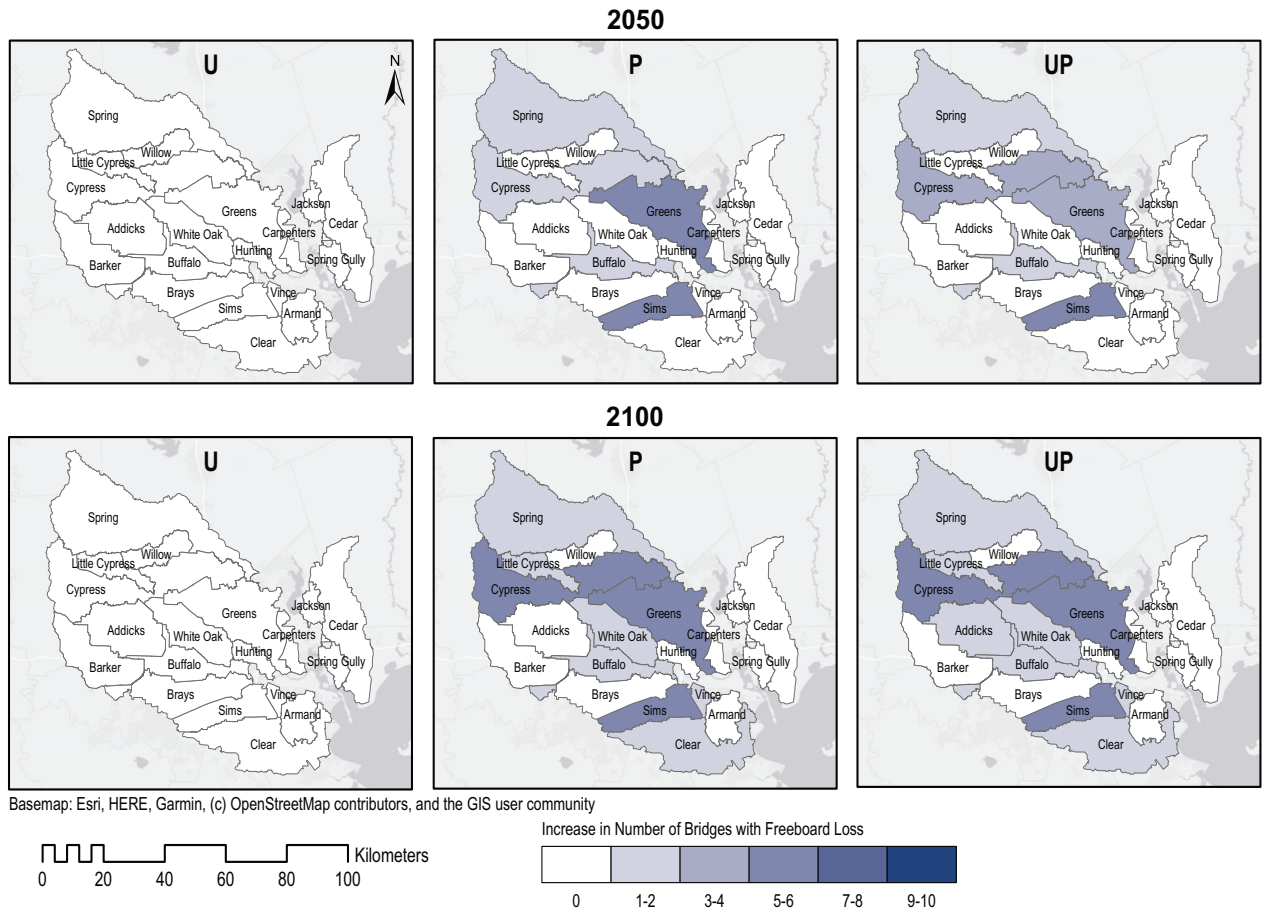 2050
U
N
Spring
Willow
Little Cypress
Cypress
Jackson
Greens
Cedar
Addicks
White Oak
Carpenters
Hunting
Barker
Buffalo
Spring Gully
Brays
Vince
Sims
Armand
Clear
P
Spring
Willow
Little Cypress
Cypress
Jackson
Greens
Cedar
Addicks
White Oak
Carpenters
Hunting
Barker
Buffalo
Spring Gully
Brays
Vince
Sims
Armand
Clear
UP
Spring
Willow
Little Cypress
Cypress
Jackson
Greens
Cedar
Addicks
White Oak
Carpenters
Hunting
Barker
Buffalo
Spring Gully
Brays
Vince
Sims
Armand
Clear
2100
U
Spring
Willow
Little Cypress
Cypress
Jackson
Greens
Cedar
Addicks
White Oak
Carpenters
Hunting
Barker
Buffalo
Spring Gully
Brays
Vince
Sims
Armand
Clear
P
Spring
Willow
Little Cypress
Cypress
Jackson
Greens
Cedar
Addicks
White Oak
Carpenters
Hunting
Barker
Buffalo
Spring Gully
Brays
Vince
Sims
Armand
Clear
UP
Spring
Willow
Little Cypress
Cypress
Jackson
Greens
Cedar
Addicks
White Oak
Carpenters
Hunting
Barker
Buffalo
Spring Gully
Brays
Vince
Sims
Armand
Clear
Basemap: Esri, HERE, Garmin, (c) OpenStreetMap contributors, and the GIS user community
Kilometers
0 20 40 60 80 100
Increase in Number of Bridges with Freeboard Loss
0 1-2 3-4 5-6 7-8 9-10